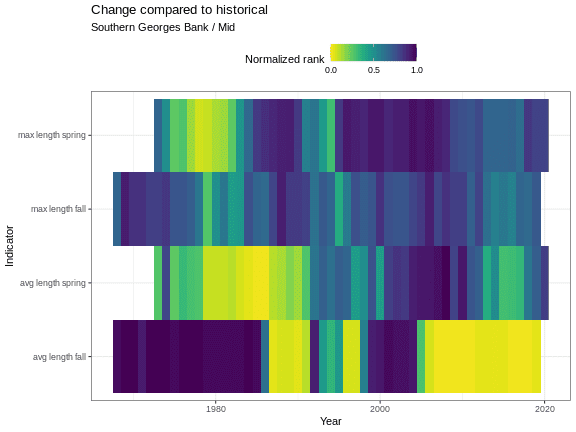 Change compared to historical
Southern Georges Bank / Mid
Normalized rank
0.0 0.5 1.0
Indicator
max length spring
max length fall
avg length spring
avg length fall
1980 2000 2020
Year